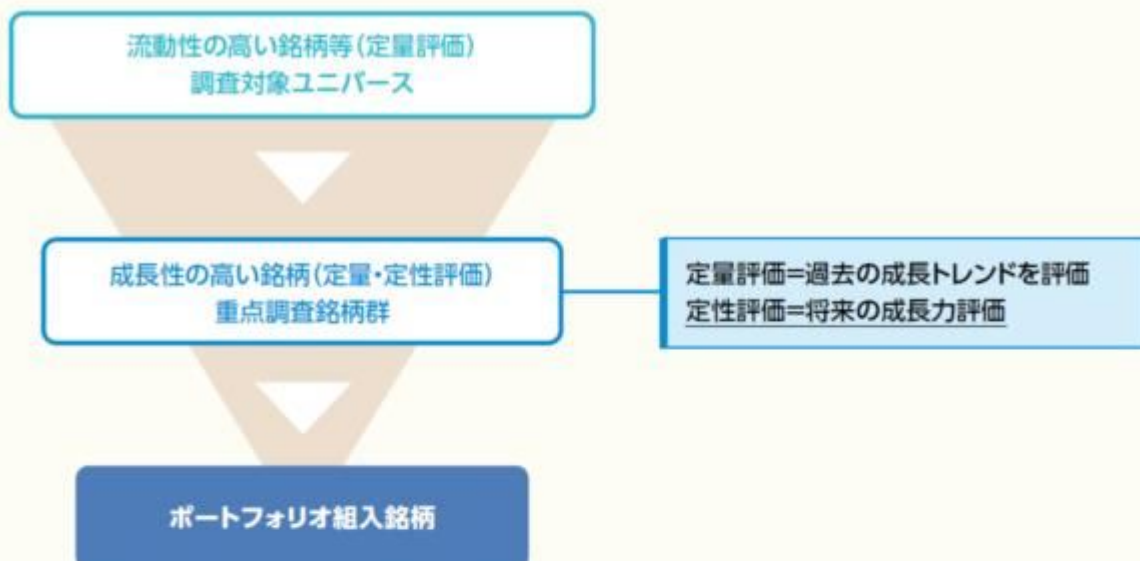 流動性の高い銘柄等(定量評価)
調査対象ユニバース
成長性の高い銘柄(定量・定性評価)
重点調査銘柄群
定量評価=過去の成長トレンドを評価
定性評価=将来の成長力評価
ポートフォリオ組入銘柄